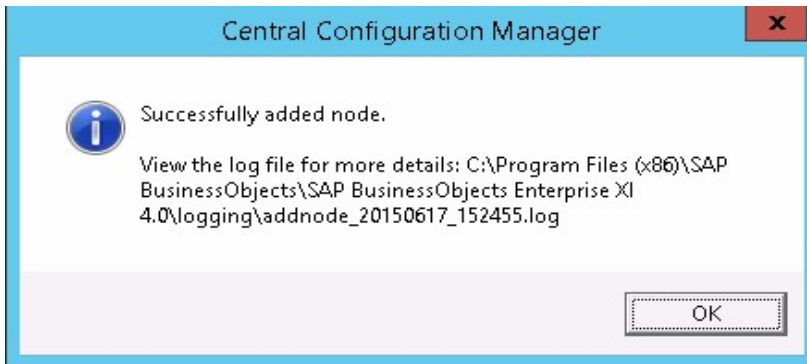 Central Configuration Manager
x
i
Successfully added node.
View the log file for more details: C:\Program Files (x86)\SAP
BusinessObjects\SAP BusinessObjects Enterprise XI
4.0\logging\addnode_20150617_152455.log
OK